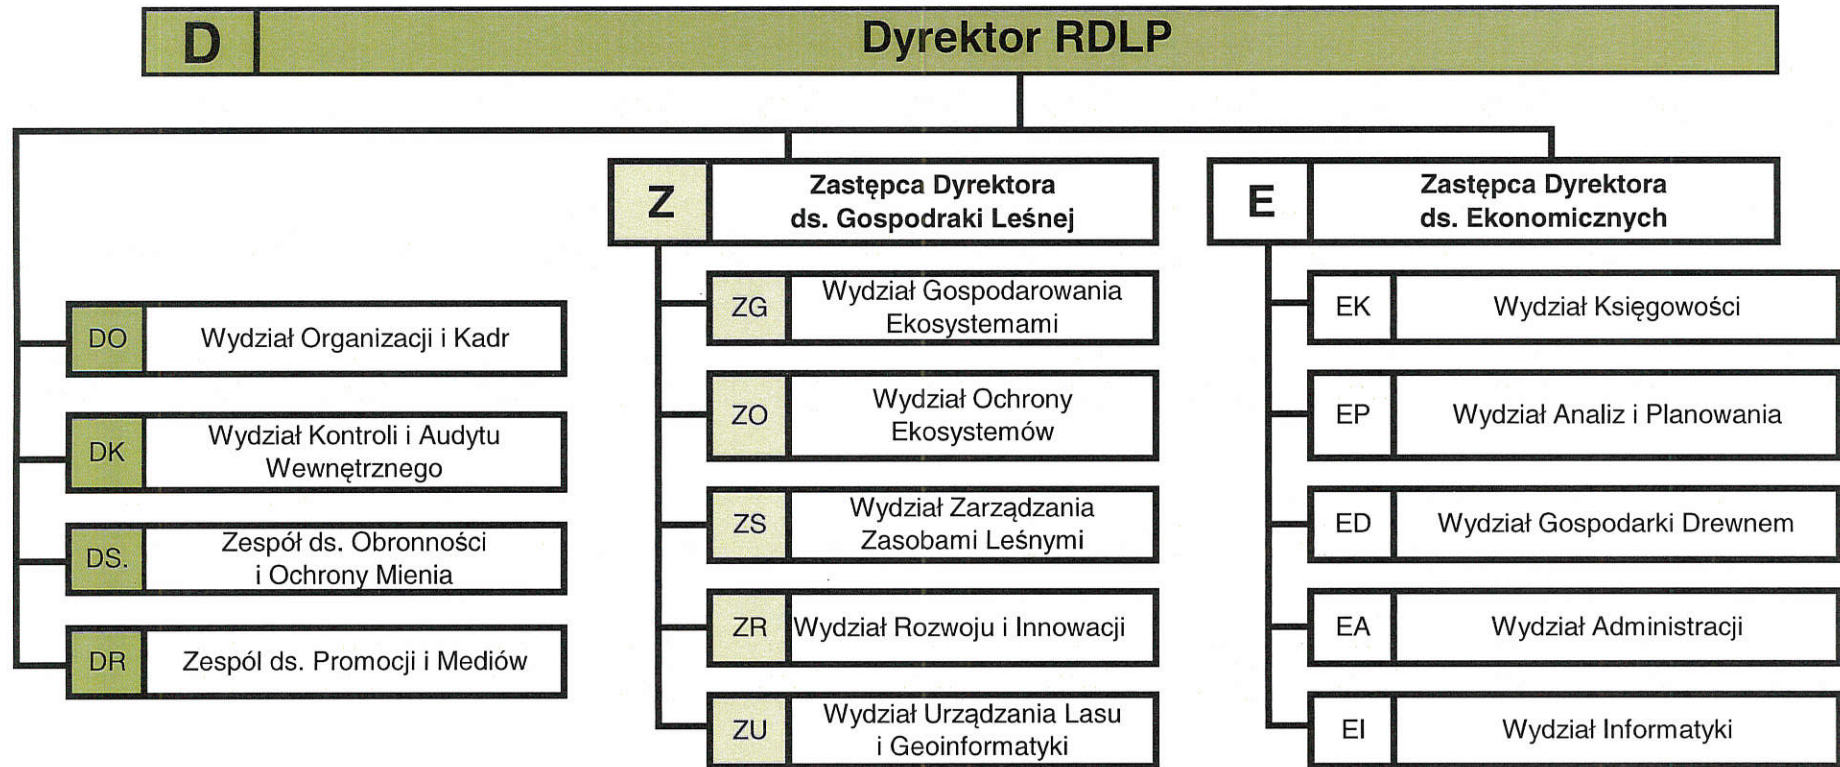 D
Dyrektor RDLP
Z
Zastępca Dyrektora
ds. Gospodraki Leśnej
E
Zastępca Dyrektora
ds. Ekonomicznych
DO
Wydział Organizacji i Kadr
DK
Wydział Kontroli i Audytu
Wewnętrznego
DS.
Zespół ds. Obronności
i Ochrony Mienia
DR
Zespól ds. Promocji i Mediów
ZG
Wydział Gospodarowania
Ekosystemami
ZO
Wydział Ochrony
Ekosystemów
ZS
Wydział Zarządzania
Zasobami Leśnymi
ZR
Wydział Rozwoju i Innowacji
ZU
Wydział Urządzania Lasu
i Geoinformatyki
EK
Wydział Księgowości
EP
Wydział Analiz i Planowania
ED
Wydział Gospodarki Drewnem
EA
Wydział Administracji
EI
Wydział Informatyki